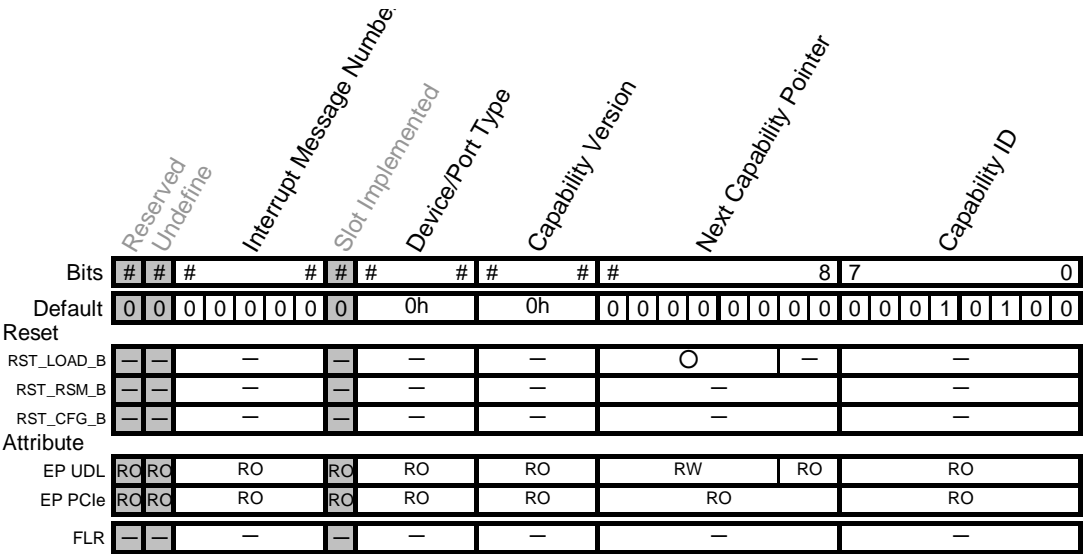 Reserved
Undefine
Interrupt Message Numbe
Slot Implemented
Device/Port Type
Capability Version
Next Capability Pointer
Capability ID
Bits # # # # # # # # # # 8 7 0
Default 0 0 0 0 0 0 0 0 0h 0h 0 0 0 0 0 0 0 0 0 0 0 1 0 1 0 0
Reset
RST_LOAD_B — — — — — — ○ — —
RST_RSM_B — — — — — — — —
RST_CFG_B — — — — — — — —
Attribute
EP UDL RO RO RO RO RO RO RW RO RO
EP PCIe RO RO RO RO RO RO RO RO
FLR — — — — — — — —